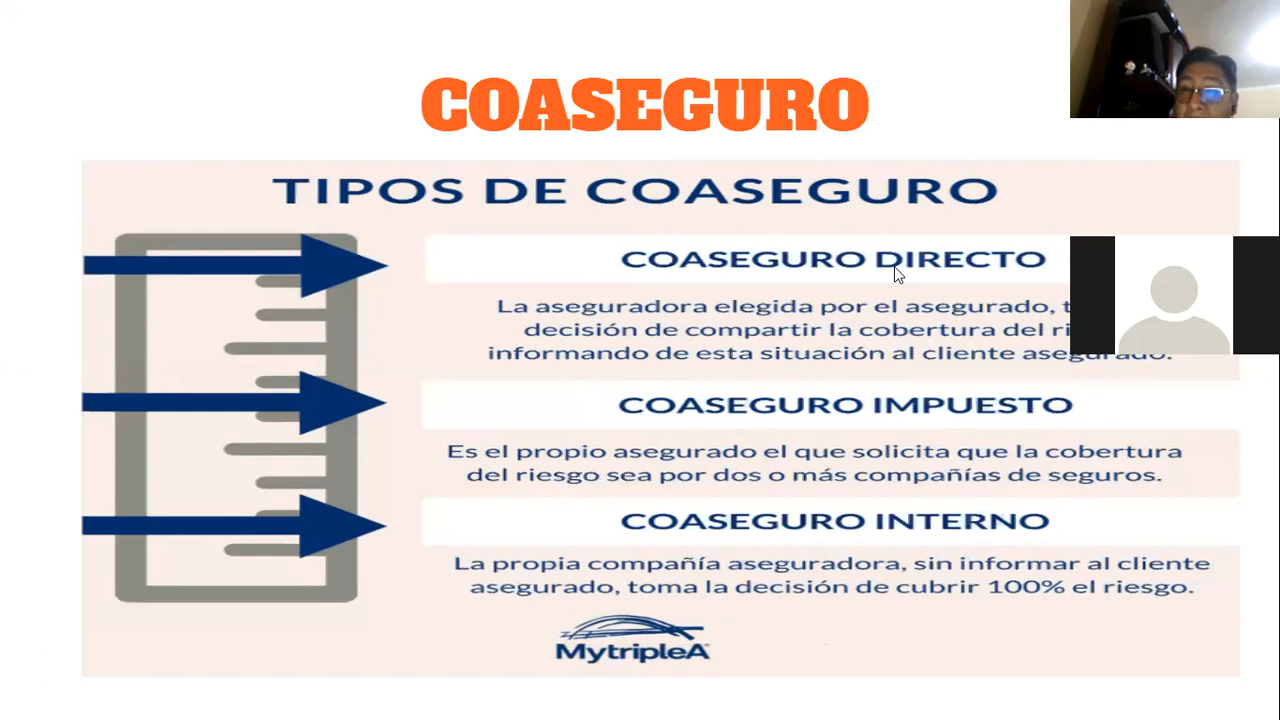 COASEGURO
TIPOS DE COASEGURO
COASEGURO DIRECTO
La aseguradora elegida por el asegurado,
decisión de compartir la cobertura del
informando de esta situación al cliente asegurado.
COASEGURO IMPUESTO
Es el propio asegurado el que solicita que la cobertura
del riesgo sea por dos o más compañías de seguros.
COASEGURO INTERNO
La propia compañía aseguradora, sin informar al cliente
asegurado, toma la decisión de cubrir 100% el riesgo.
MytripleA